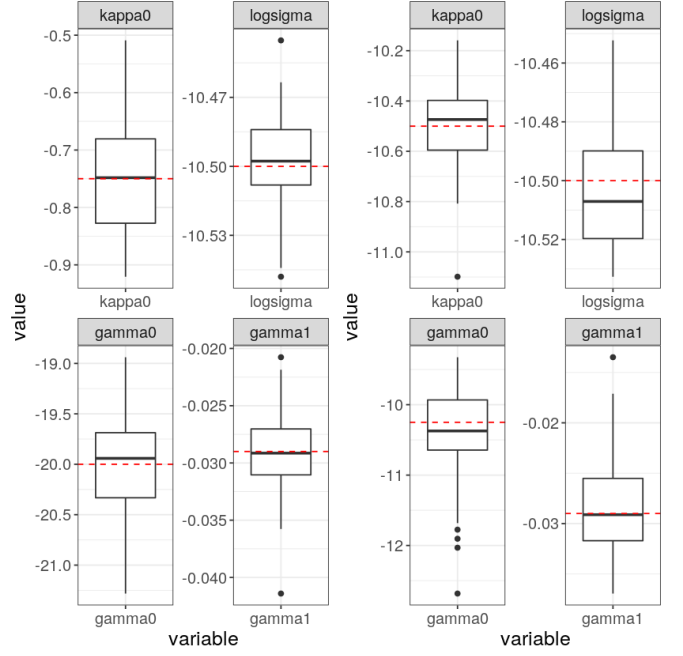 kappa0
logsigma
-0.5
-0.6
-0.7
-0.8
-0.9
-10.47
-10.50
-10.53
kappa0
logsigma
gamma0
gamma1
-19.0
-19.5
-20.0
-20.5
-21.0
-0.020
-0.025
-0.030
-0.035
-0.040
gamma0
gamma1
value
variable
kappa0
logsigma
-10.2
-10.4
-10.6
-10.8
-11.0
-10.46
-10.48
-10.50
-10.52
kappa0
logsigma
gamma0
gamma1
-10
-11
-12
-0.02
-0.03
gamma0
gamma1
value
variable